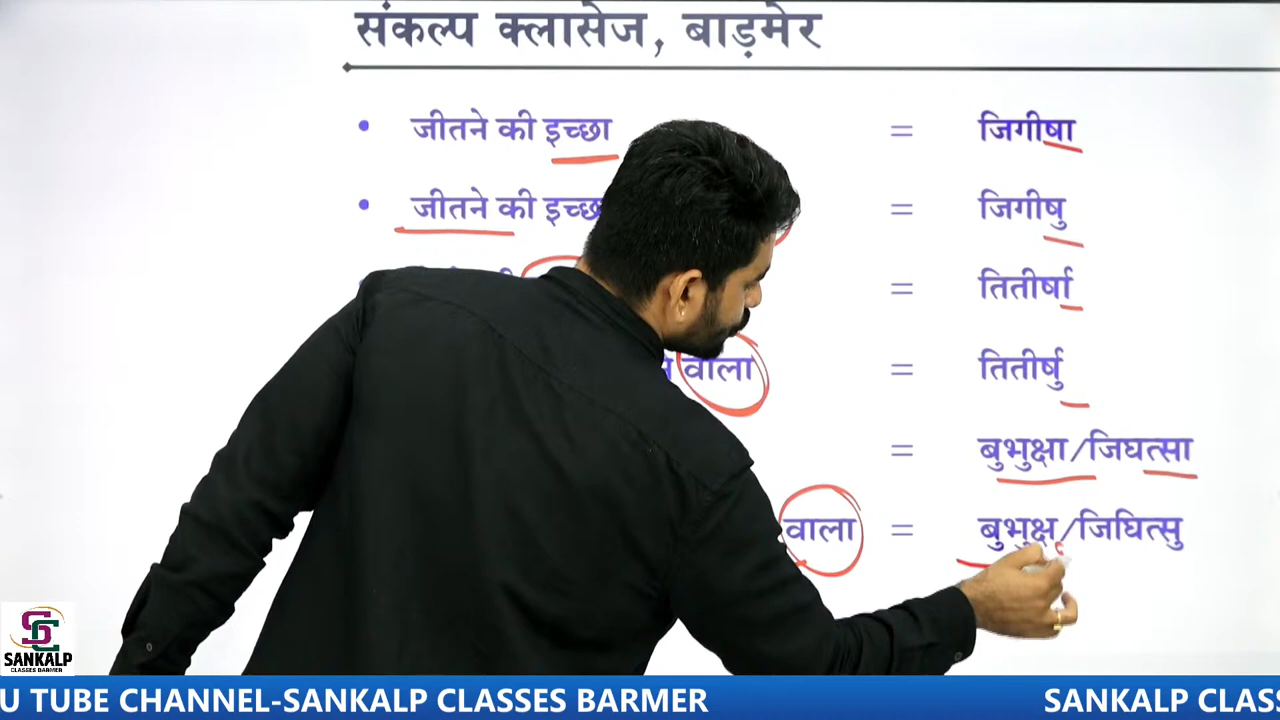 संकल्प क्लासेज, बाड़मेर
• जीतने की इच्छा = जिगीषा
• जीतने की इच्छ = जिगीषु
= तितीर्षा
वाला = तितीर्षु
= बुभुक्षा/जिघत्सा
वाला = बुभुक्ष/जिघित्सु
SANKALP
CLASSES BARMER
U TUBE CHANNEL-SANKALP CLASSES BARMER SANKALP CLASS